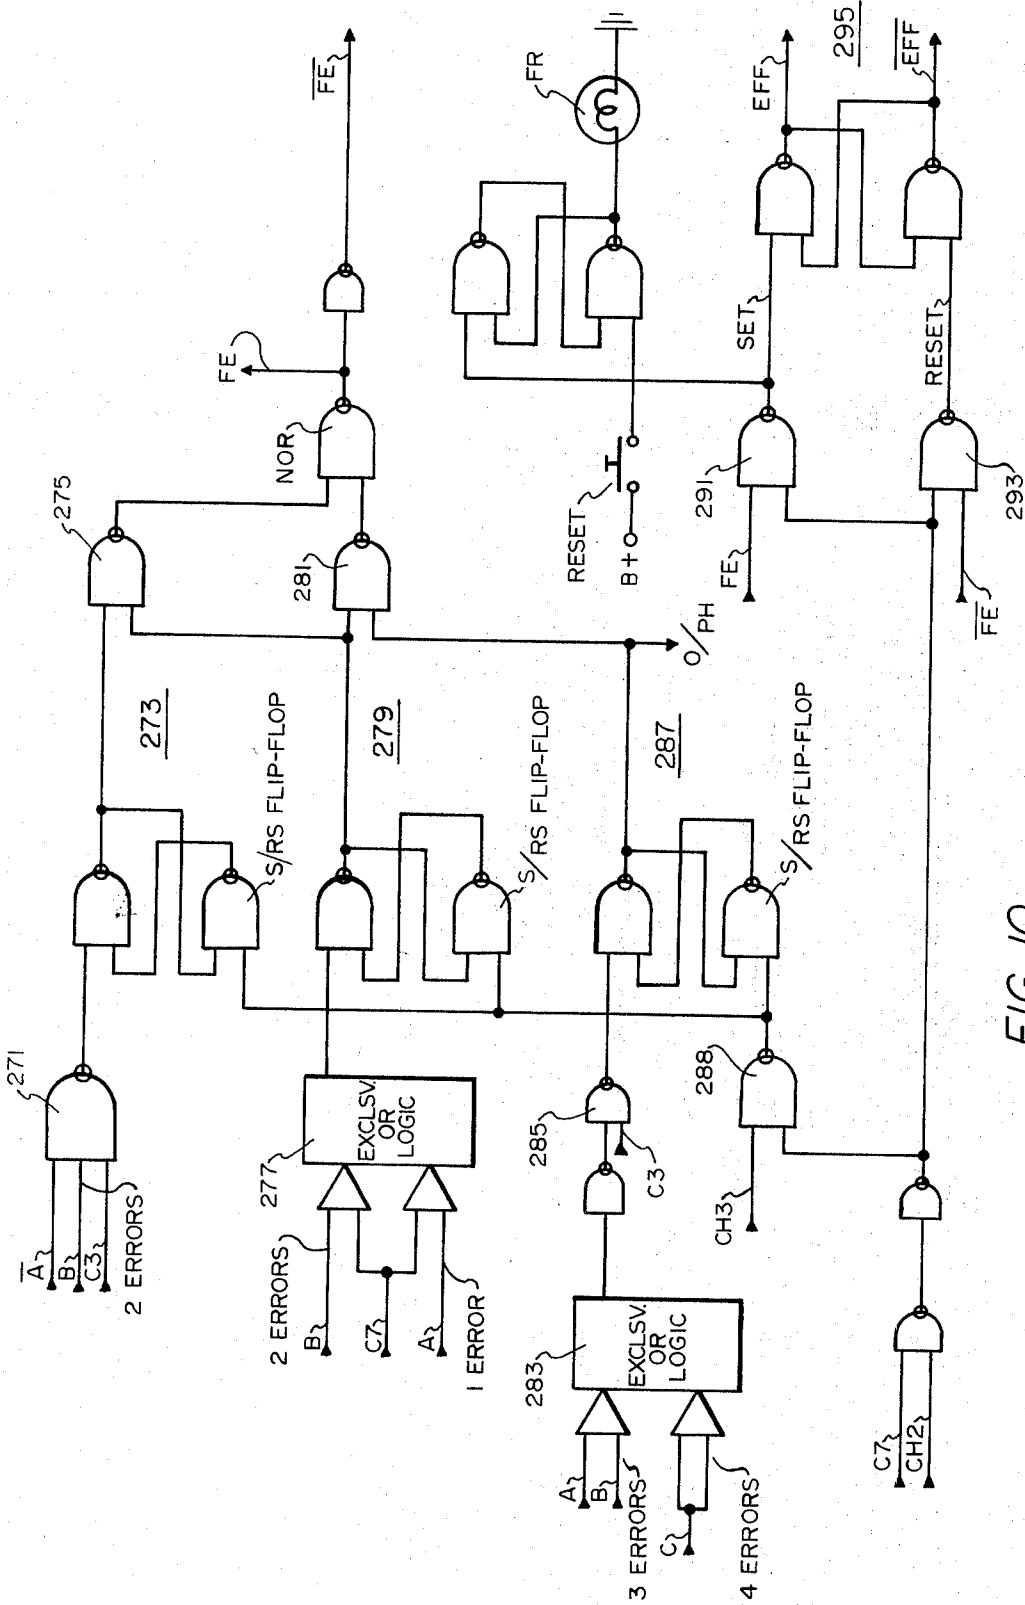 FE
FE
FR
EFF
295
EFF
275
NOR
281
SET
RESET
RESET
B+
291
293
FE
FE
273
279
287
O/PH
S/RS FLIP-FLOP
S/RS FLIP-FLOP
S/RS FLIP-FLOP
271
A
B
C3
2 ERRORS
277
EXCLSV.
OR
LOGIC
2 ERRORS
B
C7
A
1 ERROR
285
C3
288
CH3
283
EXCLSV.
OR
LOGIC
A
B
3 ERRORS
C
4 ERRORS
C7
CH2
FIG. 10